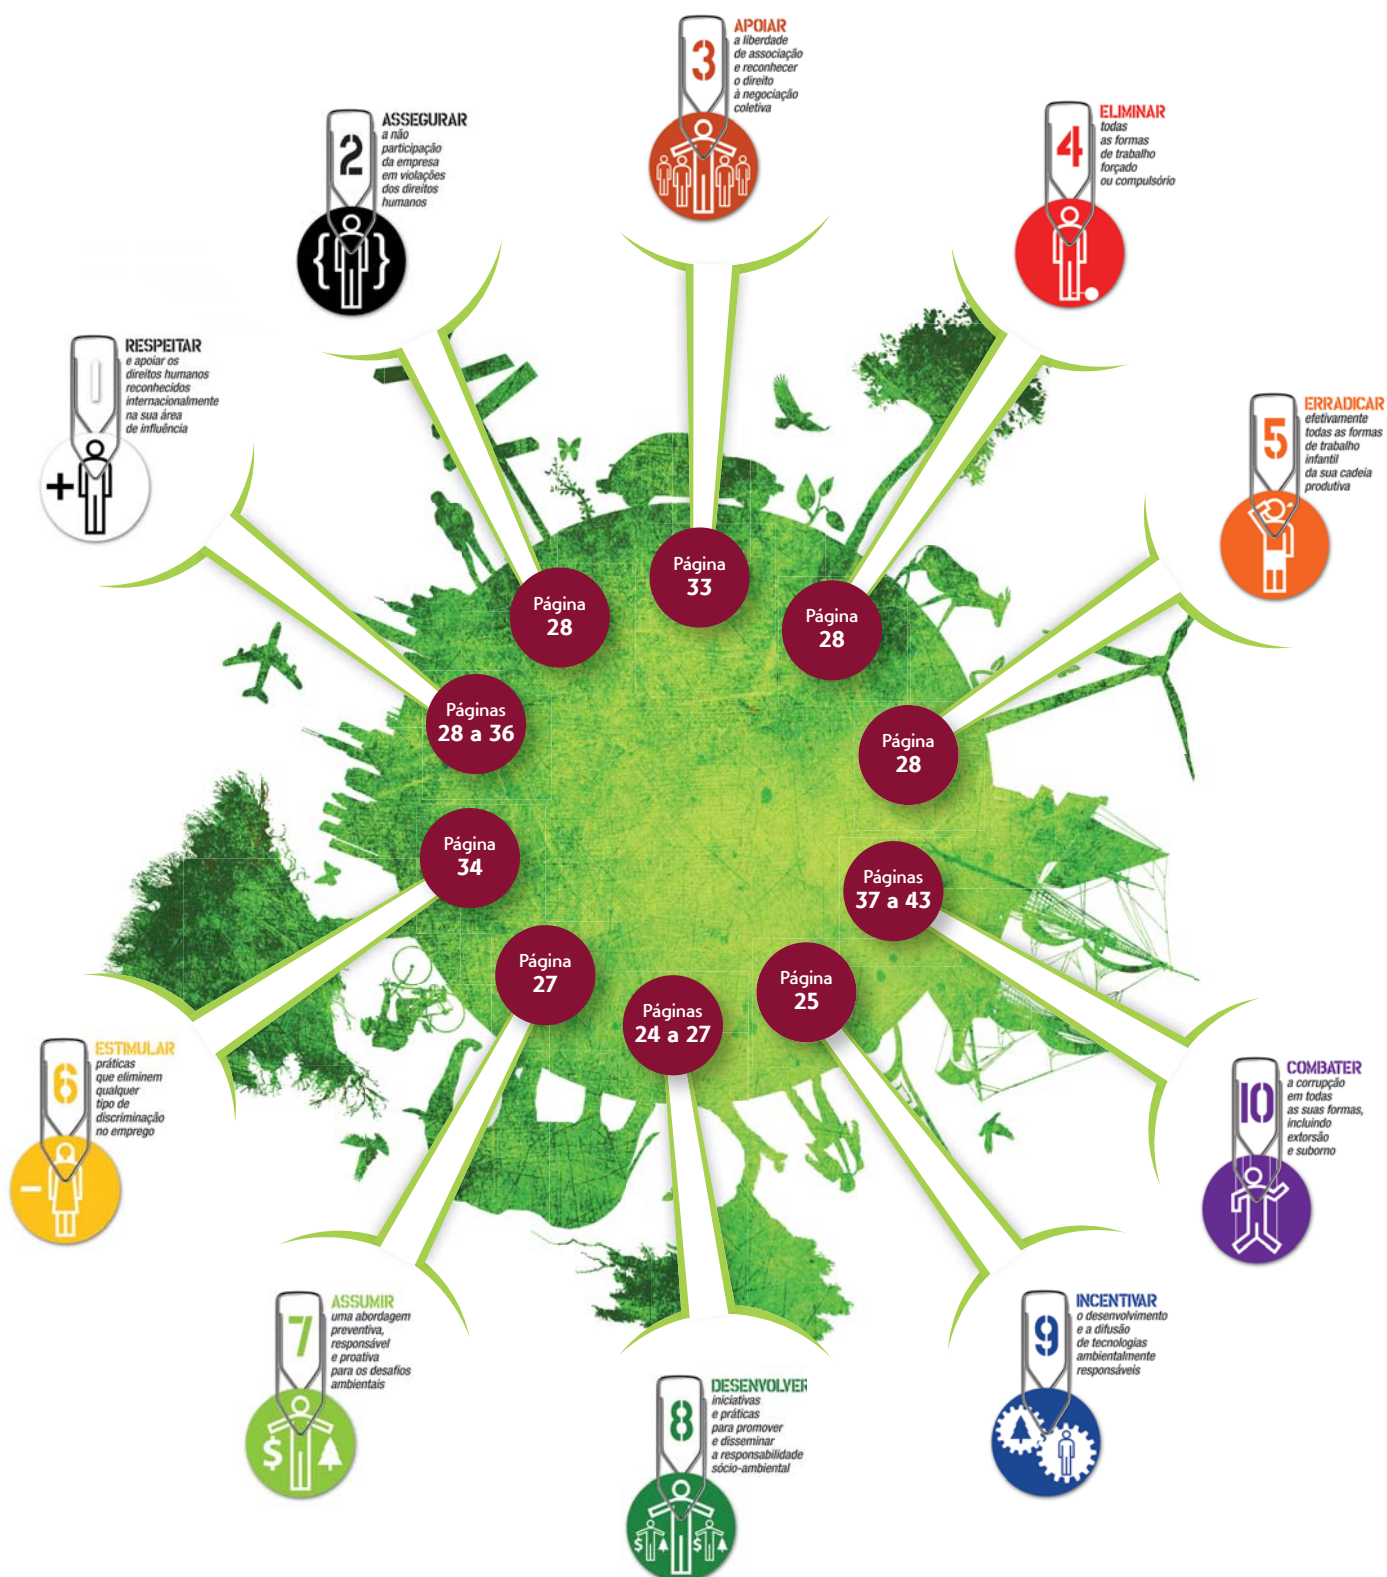 1
RESPEITAR
e apoiar os
direitos humanos
reconhecidos
internacionalmente
na sua área
de influência
2
ASSEGURAR
a não
participação
da empresa
em violações
dos direitos
humanos
3
APOIAR
a liberdade
de associação
e reconhecer
o direito
à negociação
coletiva
4
ELIMINAR
todas
as formas
de trabalho
forçado
ou compulsório
5
ERRADICAR
efetivamente
todas as formas
de trabalho
infantil
da sua cadeia
produtiva
Página
33
Página
28
Página
28
Páginas
28 a 36
Página
28
Página
34
Páginas
37 a 43
Página
27
Páginas
24 a 27
Página
25
6
ESTIMULAR
práticas
que eliminem
qualquer
tipo de
discriminação
no emprego
7
ASSUMIR
uma abordagem
preventiva,
responsável
e proativa
para os desafios
ambientais
$
8
DESENVOLVER
iniciativas
e práticas
para promover
e disseminar
a responsabilidade
sócio-ambiental
$ $
9
INCENTIVAR
o desenvolvimento
e a difusão
de tecnologias
ambientalmente
responsáveis
10
COMBATER
a corrupção
em todas
as suas formas,
incluindo
extorsão
e suborno